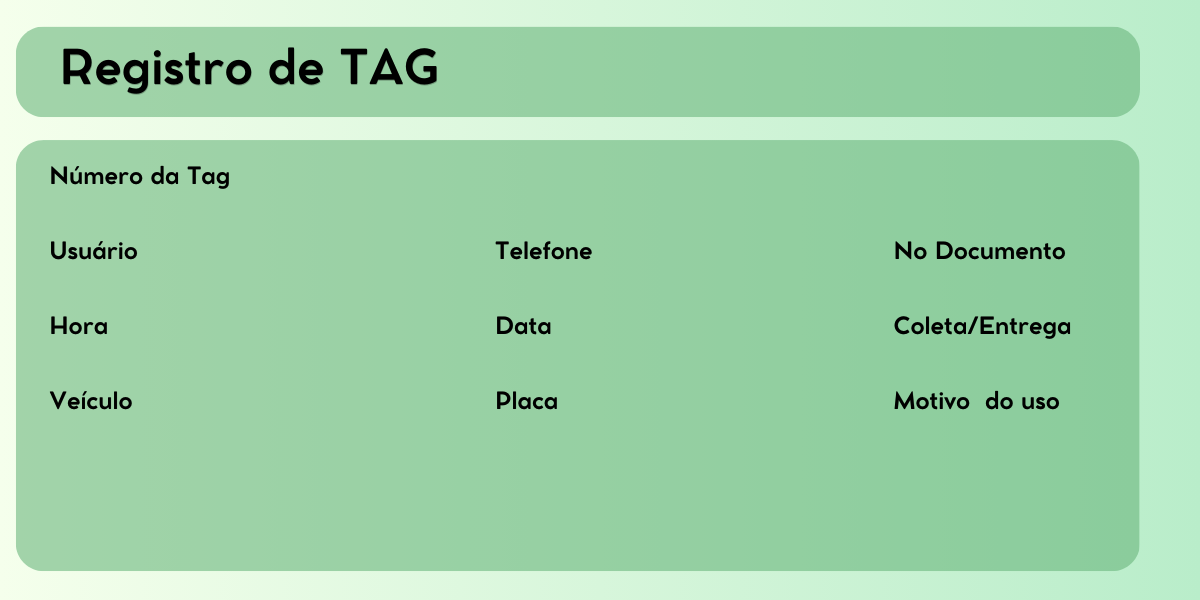 Registro de TAG
Número da Tag
Usuário Telefone No Documento
Hora Data Coleta/Entrega
Veículo Placa Motivo  do uso